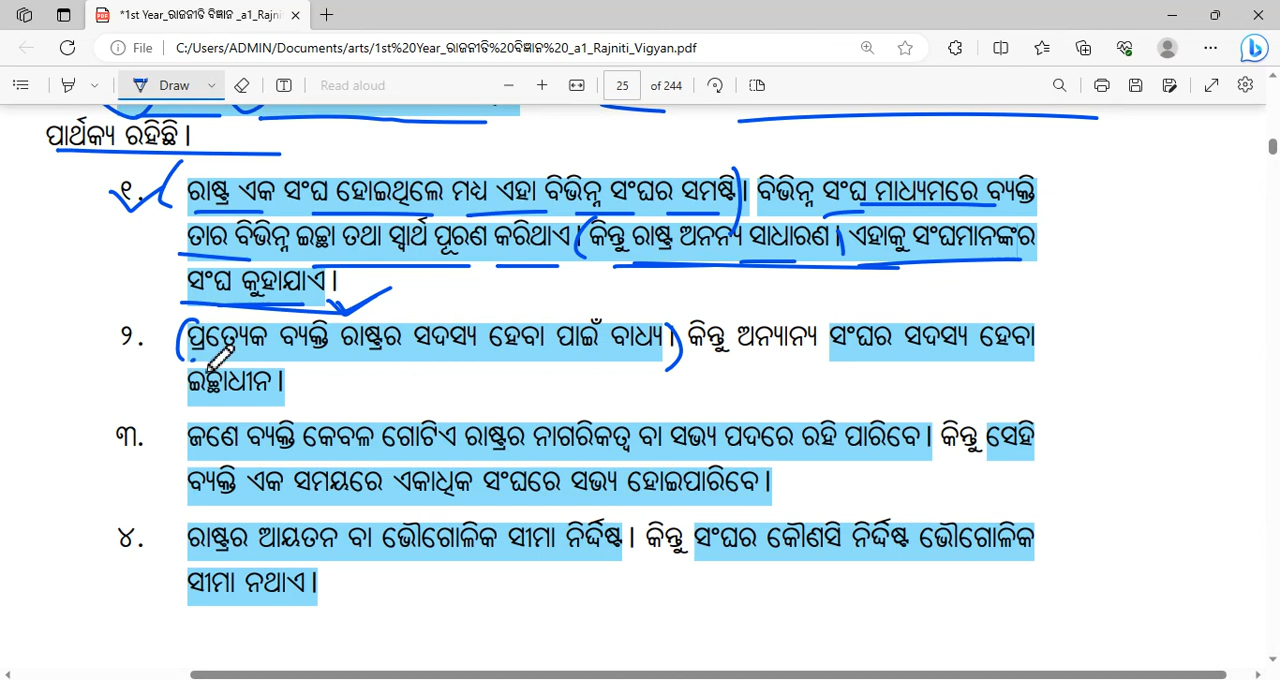 *1st Year_ରାଜନୀତି ବିଜ୍ଞାନ _a1_Rajni
File C:/Users/ADMIN/Documents/arts/1st%20Year_ରାଜନୀତି%20ବିଜ୍ଞାନ%20_a1_Rajniti_Vigyan.pdf
Draw Read aloud 25 of 244
ପାର୍ଥକ୍ୟ ରହିଛି।
୧. ରାଷ୍ଟ୍ର ଏକ ସଂଘ ହୋଇଥିଲେ ମଧ୍ୟ ଏହା ବିଭିନ୍ନ ସଂଘର ସମଷ୍ଟି। ବିଭିନ୍ନ ସଂଘ ମାଧ୍ୟମରେ ବ୍ୟକ୍ତି
ତାର ବିଭିନ୍ନ ଇଚ୍ଛା ତଥା ସ୍ୱାର୍ଥ ପୂରଣ କରିଥାଏ। କିନ୍ତୁ ରାଷ୍ଟ୍ର ଅନନ୍ୟ ସାଧାରଣ। ଏହାକୁ ସଂଘମାନଙ୍କର
ସଂଘ କୁହାଯାଏ।
୨. ପ୍ରତ୍ୟେକ ବ୍ୟକ୍ତି ରାଷ୍ଟ୍ରର ସଦସ୍ୟ ହେବା ପାଇଁ ବାଧ୍ୟ। କିନ୍ତୁ ଅନ୍ୟାନ୍ୟ ସଂଘର ସଦସ୍ୟ ହେବା
ଇଚ୍ଛାଧୀନ।
୩. ଜଣେ ବ୍ୟକ୍ତି କେବଳ ଗୋଟିଏ ରାଷ୍ଟ୍ରର ନାଗରିକତ୍ୱ ବା ସଭ୍ୟ ପଦରେ ରହି ପାରିବେ। କିନ୍ତୁ ସେହି
ବ୍ୟକ୍ତି ଏକ ସମୟରେ ଏକାଧିକ ସଂଘରେ ସଭ୍ୟ ହୋଇପାରିବେ।
୪. ରାଷ୍ଟ୍ରର ଆୟତନ ବା ଭୌଗୋଳିକ ସୀମା ନିର୍ଦ୍ଦିଷ୍ଟ। କିନ୍ତୁ ସଂଘର କୌଣସି ନିର୍ଦ୍ଦିଷ୍ଟ ଭୌଗୋଳିକ
ସୀମା ନଥାଏ।